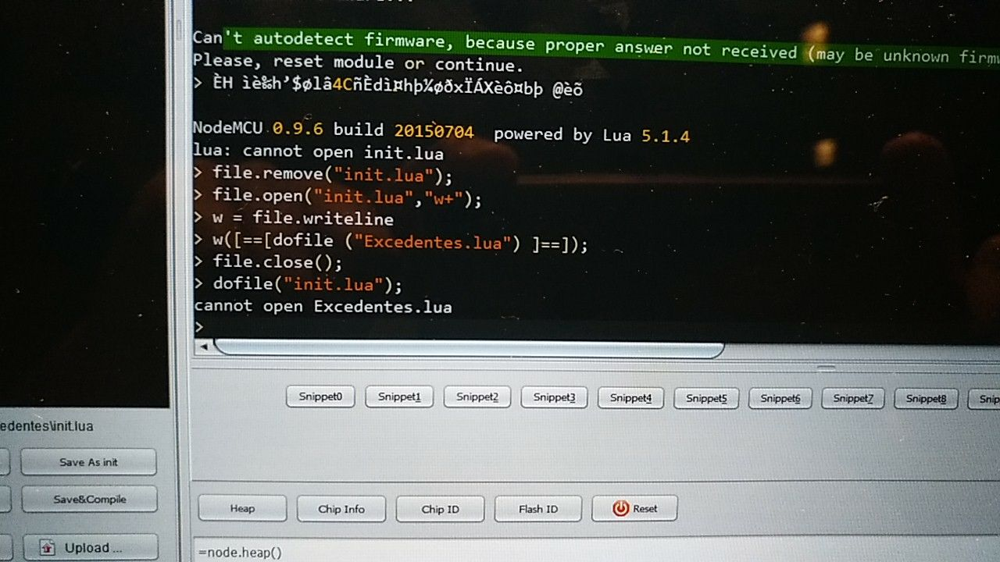 Can't autodetect firmware, because proper answer not received (may be unknown
Please, reset module or continue.
> ÈH ìè‰h’$ølâ4CñÈdì¤hþ¼øðxÏÁXèô¤bþ @èõ
NodeMCU 0.9.6 build 20150704 powered by Lua 5.1.4
lua: cannot open init.lua
> file.remove("init.lua");
> file.open("init.lua","w+");
> w = file.writeline
> w([==[dofile ("Excedentes.lua") ]==]);
> file.close();
> dofile("init.lua");
cannot open Excedentes.lua
>
Snippet0 Snippet1 Snippet2 Snippet3 Snippet4 Snippet5 Snippet6 Snippet7 Snippet8 Snip
edentes\init.lua
Save As init
Save&Compile
Upload ...
Heap Chip Info Chip ID Flash ID Reset
=node.heap()